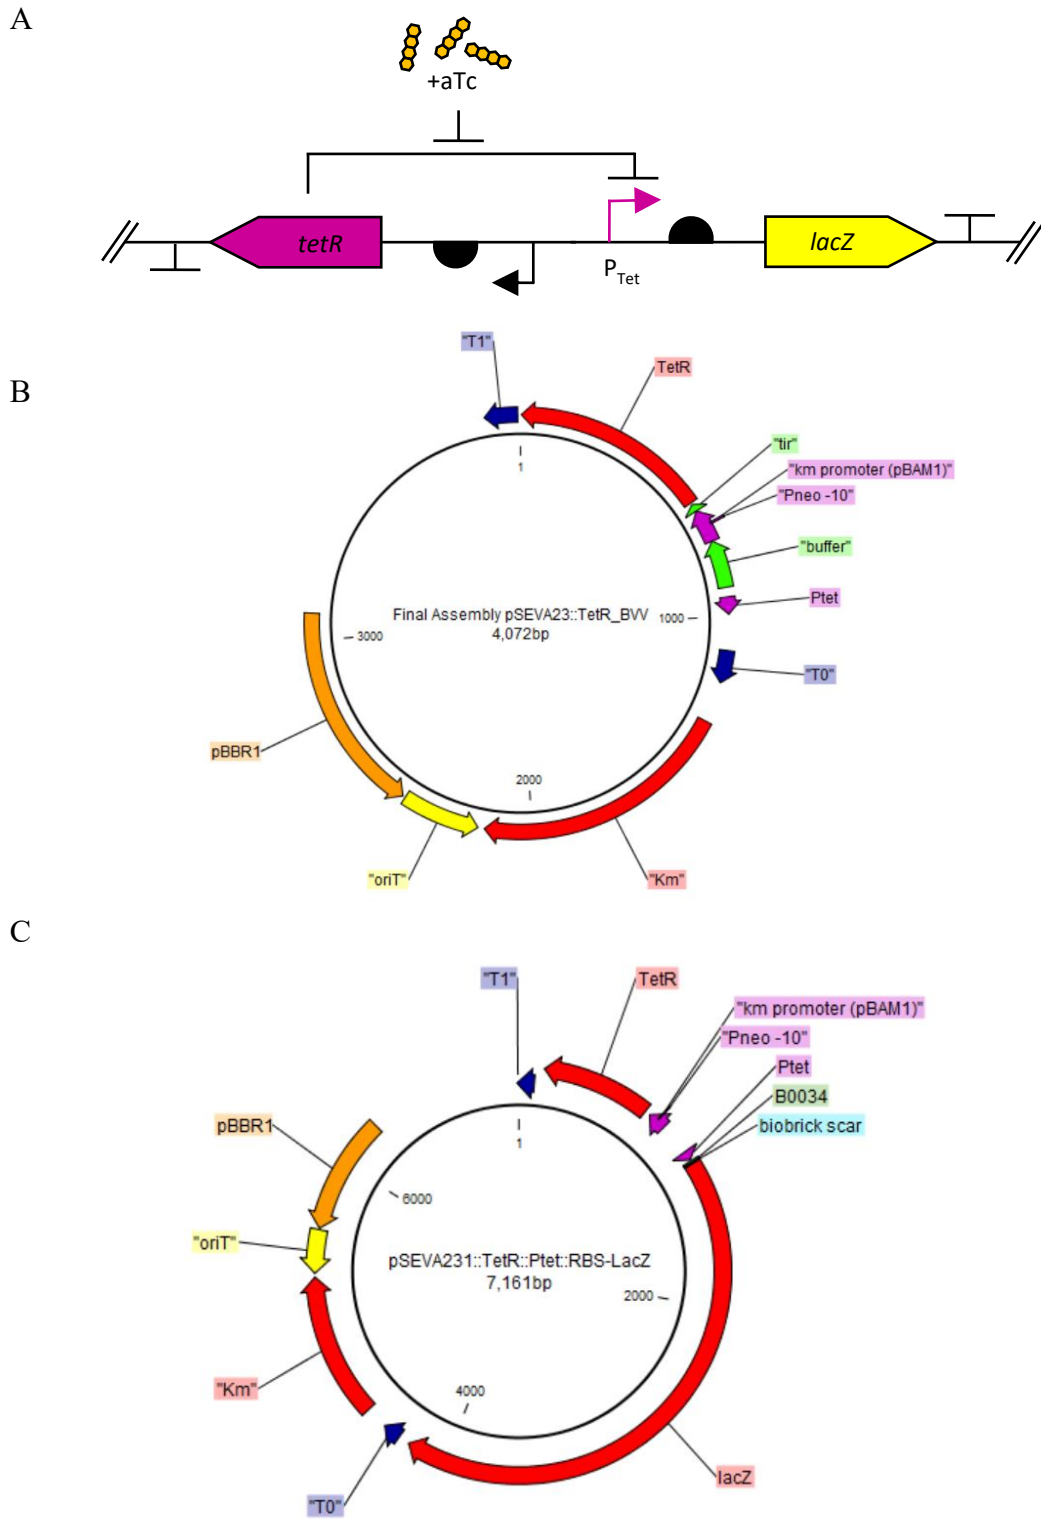 A
+aTc
tetR
lacZ
PTet
B
"T1"
TetR
"tir"
"km promoter (pBAM1)"
"Pneo -10"
"buffer"
Ptet
1
1000
Final Assembly pSEVA23::TetR_BVV
4,072bp
3000
"T0"
pBBR1
2000
"oriT"
"Km"
C
"T1"
TetR
"km promoter (pBAM1)"
"Pneo -10"
Ptet
B0034
biobrick scar
pBBR1
1
6000
"oriT"
pSEVA231::TetR::Ptet::RBS-LacZ
7,161bp
2000
"Km"
4000
lacZ
"T0"